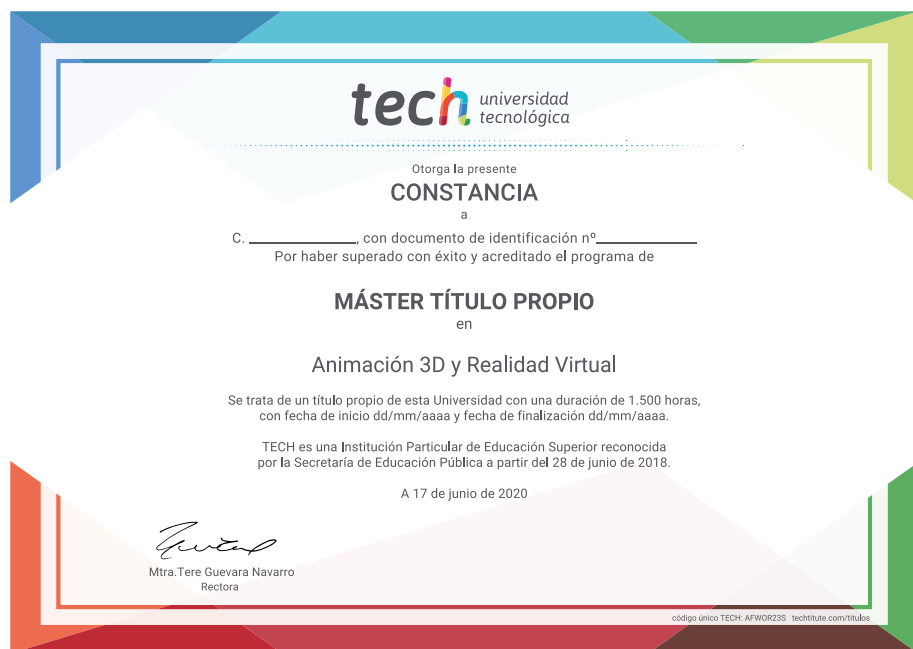 tech universidad
tecnológica
Otorga la presente
CONSTANCIA
a
C. ____________, con documento de identificación nº____________
Por haber superado con éxito y acreditado el programa de
MÁSTER TÍTULO PROPIO
en
Animación 3D y Realidad Virtual
Se trata de un título propio de esta Universidad con una duración de 1.500 horas,
con fecha de inicio dd/mm/aaaa y fecha de finalización dd/mm/aaaa.
TECH es una Institución Particular de Educación Superior reconocida
por la Secretaría de Educación Pública a partir del 28 de junio de 2018.
A 17 de junio de 2020
Mtra.Tere Guevara Navarro
Rectora
código único TECH: AFWOR23S techtitute.com/titulos